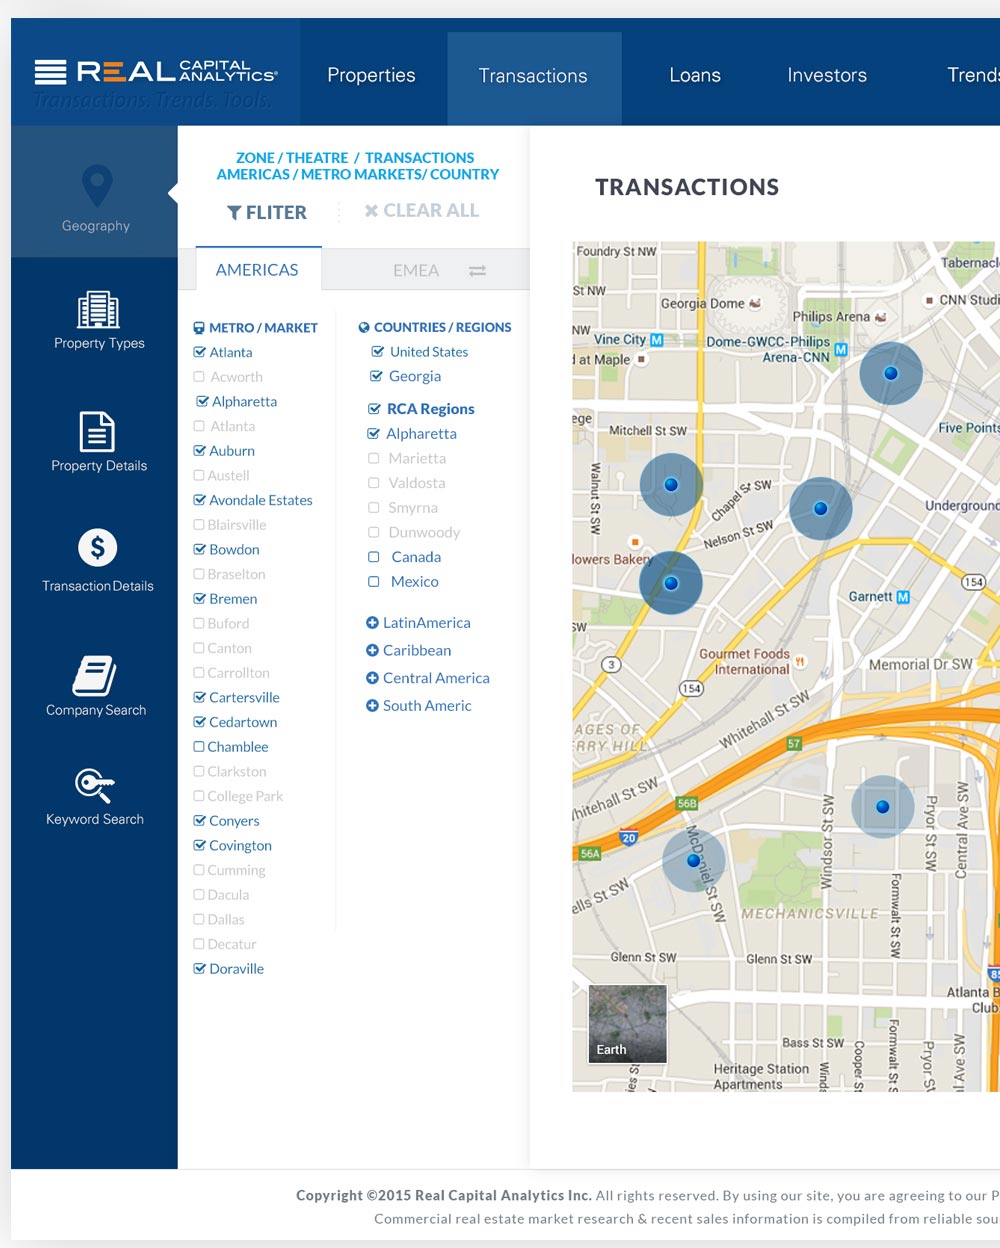 REAL CAPITAL ANALYTICS®
Transactions. Trends. Tools.
Properties
Transactions
Loans
Investors
Trends
Geography
Property Types
Property Details
Transaction Details
Company Search
Keyword Search
ZONE / THEATRE / TRANSACTIONS
AMERICAS / METRO MARKETS/ COUNTRY
FLITER
CLEAR ALL
AMERICAS
EMEA
METRO / MARKET
Atlanta
Acworth
Alpharetta
Atlanta
Auburn
Austell
Avondale Estates
Blairsville
Bowdon
Braselton
Bremen
Buford
Canton
Carrollton
Cartersville
Cedartown
Chamblee
Clarkston
College Park
Conyers
Covington
Cumming
Dacula
Dallas
Decatur
Doraville
COUNTRIES / REGIONS
United States
Georgia
RCA Regions
Alpharetta
Marietta
Valdosta
Smyrna
Dunwoody
Canada
Mexico
LatinAmerica
Caribbean
Central America
South Americ
TRANSACTIONS
Foundry St NW
Tabernacl
St NW
Georgia Dome
CNN Studi
Philips Arena
NW
Vine City M
Dome-GWCC-Philips
Arena-CNN M
d at Maple
ege
Mitchell St SW
Five Points
Walnut St SW
Chapel St SW
Underground
Nelson St SW
lowers Bakery
154
Garnett M
SW
Gourmet Foods
International
Memorial Dr SW
3
154
Whitehall St SW
AGES OF
RRY HILL
57
Whitehall St SW
56B
20
56A
McDaniel St SW
Windsor St SW
Pryor St SW
Central Ave SW
ells St SW
MECHANICSVILLE
Formwalt St SW
Glenn St SW
Glenn St SW
85
Atlanta B
Club
Earth
Bass St SW
Heritage Station
Apartments
ies S
Winds
Cooper St
Formwalt St S
Pryor St
l Ave SW
Copyright ©2015 Real Capital Analytics Inc. All rights reserved. By using our site, you are agreeing to our P
Commercial real estate market research & recent sales information is compiled from reliable sou